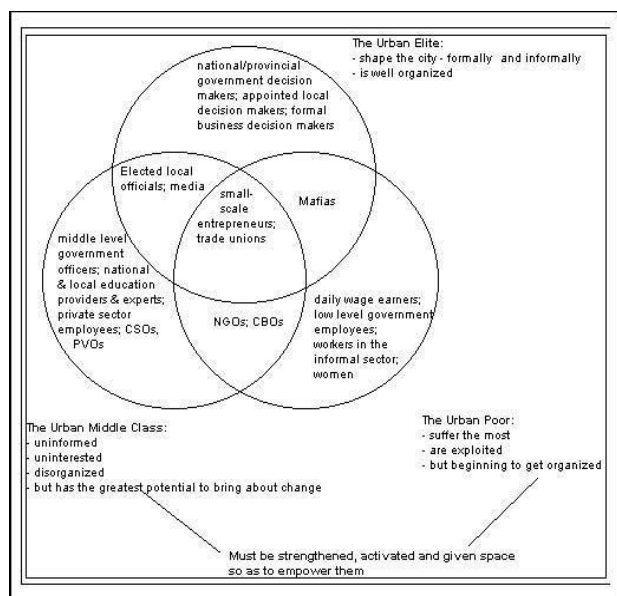 The Urban Elite:
- shape the city - formally and informally
- is well organized
national/provincial
government decision
makers; appointed local
decision makers; formal
business decision makers
Elected local
officials; media
small-
scale
entrepreneurs;
trade unions
Mafias
middle level
government
officers; national
& local education
providers & experts;
private sector
employees; CSOs,
PVOs
NGOs; CBOs
daily wage earners;
low level government
employees;
workers in the
informal sector;
women
The Urban Middle Class:
- uninformed
- uninterested
- disorganized
- but has the greatest potential to bring about change
The Urban Poor:
- suffer the most
- are exploited
- but beginning to get organized
Must be strengthened, activated and given space
so as to empower them